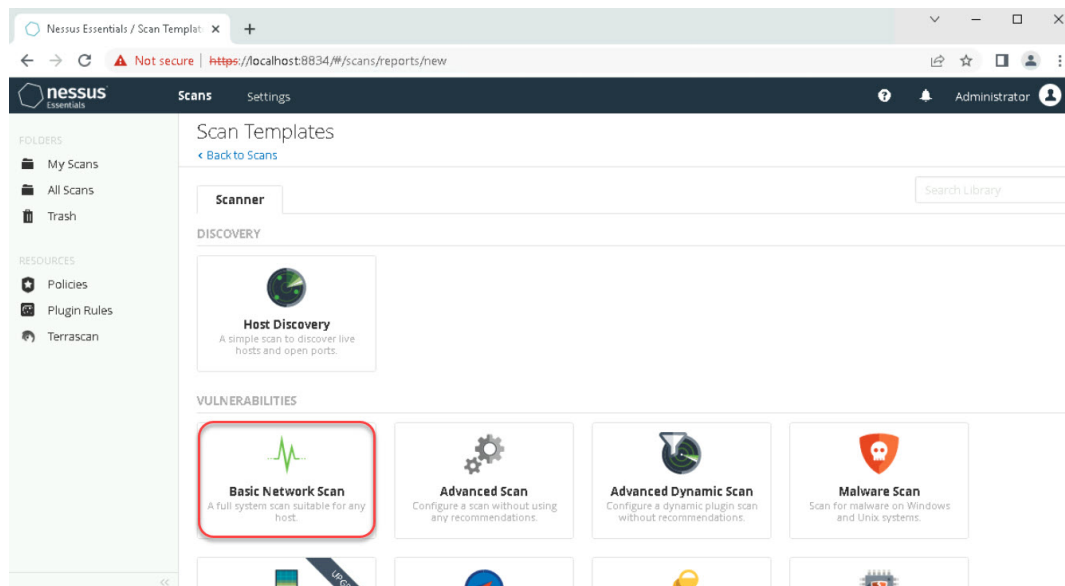 Nessus Essentials / Scan Templat
Not secure | https://localhost:8834/#/scans/reports/new
nessus
Essentials
Scans
Settings
Administrator
FOLDERS
My Scans
All Scans
Trash
RESOURCES
Policies
Plugin Rules
Terrascan
Scan Templates
< Back to Scans
Scanner
Search Library
DISCOVERY
Host Discovery
A simple scan to discover live
hosts and open ports.
VULNERABILITIES
Basic Network Scan
A full system scan suitable for any
host.
Advanced Scan
Configure a scan without using
any recommendations.
Advanced Dynamic Scan
Configure a dynamic plugin scan
without recommendations.
Malware Scan
Scan for malware on Windows
and Unix systems.